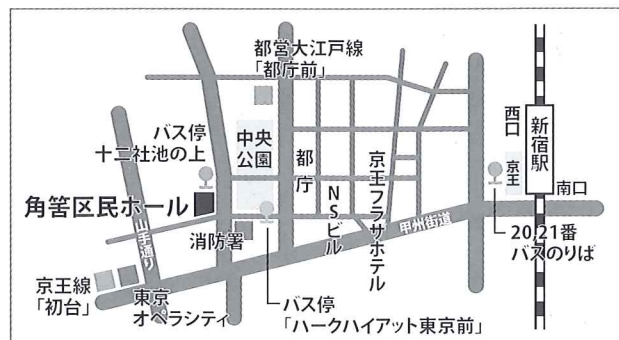 都営大江戸線
「都庁前」
バス停
十二社池の上
中央
公園
都庁
NSビル
京王プラザホテル
西口
新宿駅
京王
南口
角筈区民ホール
山手通り
消防署
甲州街道
20,21番
バスのりば
京王線
「初台」
東京
オペラシティ
バス停
「パークハイアット東京前」